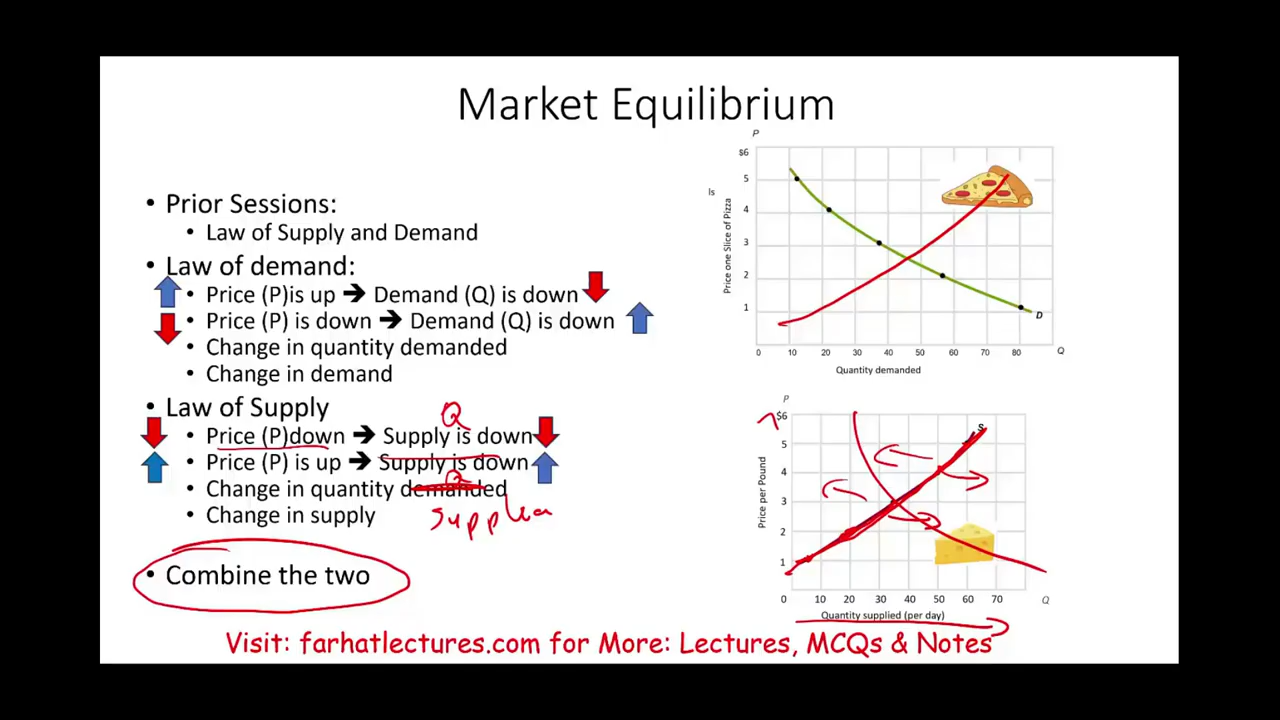 Market Equilibrium
• Prior Sessions:
• Law of Supply and Demand
• Law of demand:
• Price (P)is up → Demand (Q) is down
• Price (P) is down → Demand (Q) is down
• Change in quantity demanded
• Change in demand
• Law of Supply
Q
• Price (P)down → Supply is down
• Price (P) is up → Supply is down
Q
• Change in quantity demanded
• Change in supply
• Combine the two
P
$6
5
4
3
2
1
ls
Price one Slice of Pizza
D
0 10 20 30 40 50 60 70 80 Q
Quantity demanded
P
$6
5
4
3
2
1
Price per Pound
S
0 10 20 30 40 50 60 70 Q
Quantity supplied (per day)
Visit: farhatlectures.com for More: Lectures, MCQs & Notes